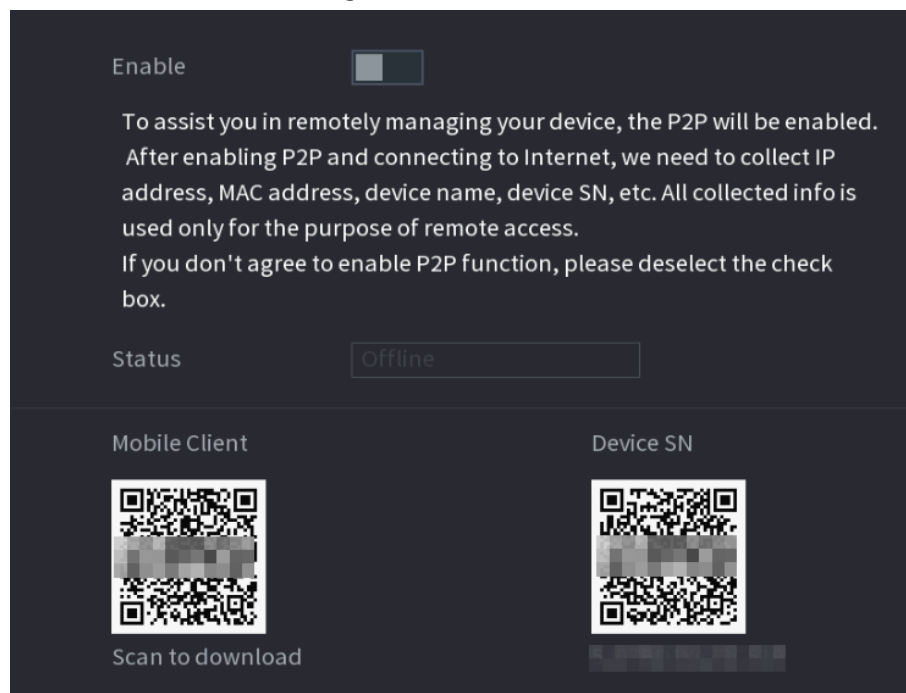 Enable
To assist you in remotely managing your device, the P2P will be enabled.
After enabling P2P and connecting to Internet, we need to collect IP
address, MAC address, device name, device SN, etc. All collected info is
used only for the purpose of remote access.
If you don't agree to enable P2P function, please deselect the check
box.
Status Offline
Mobile Client Device SN
Scan to download